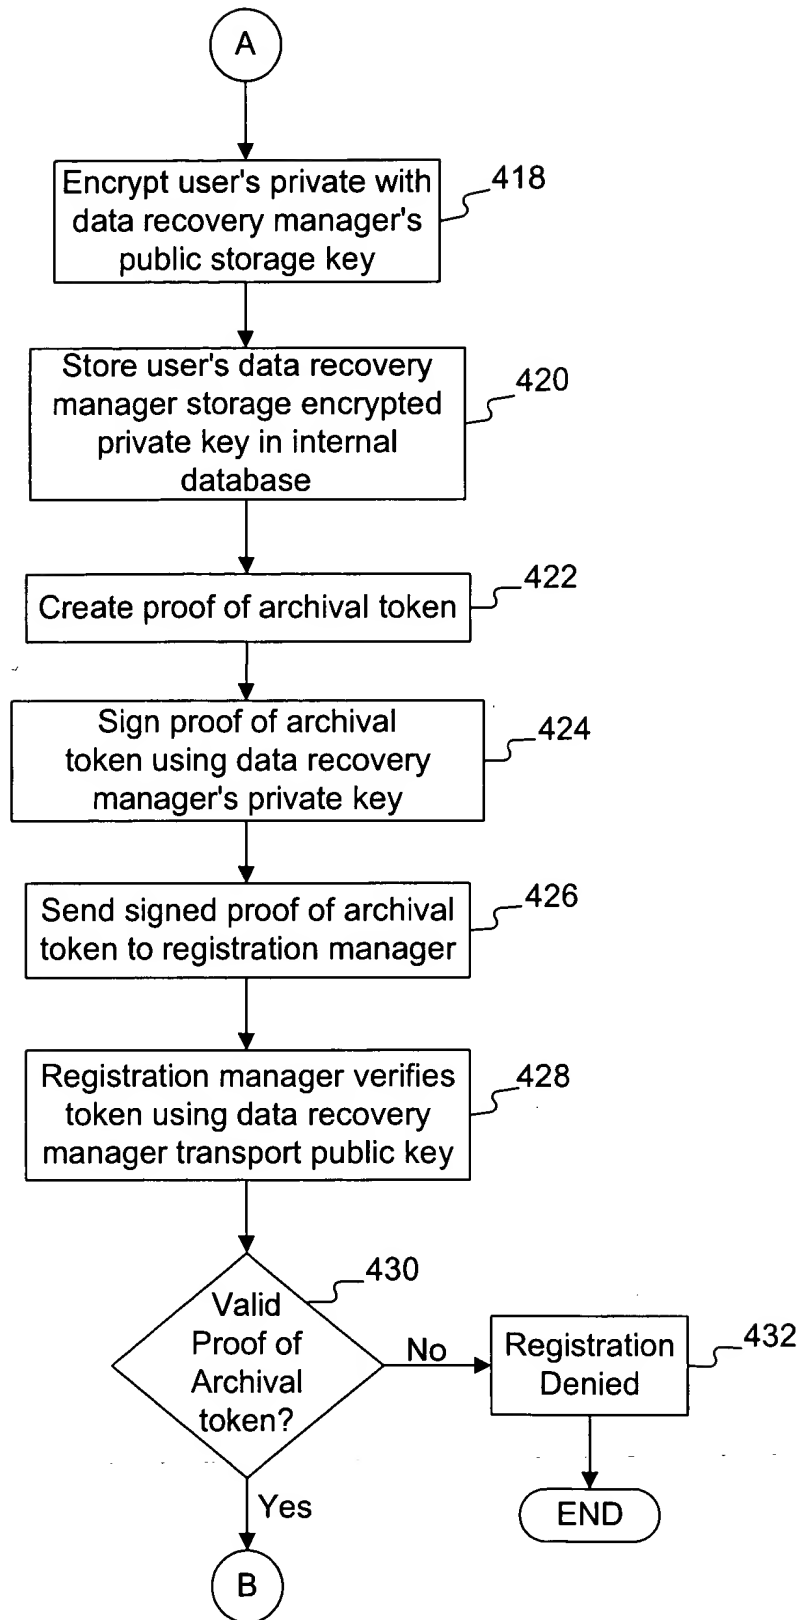 A
Encrypt user's private with
data recovery manager's
public storage key
418
Store user's data recovery
manager storage encrypted
private key in internal
database
420
Create proof of archival token
422
Sign proof of archival
token using data recovery
manager's private key
424
Send signed proof of archival
token to registration manager
426
Registration manager verifies
token using data recovery
manager transport public key
428
Valid
Proof of
Archival
token?
430
No
Registration
Denied
432
END
Yes
B